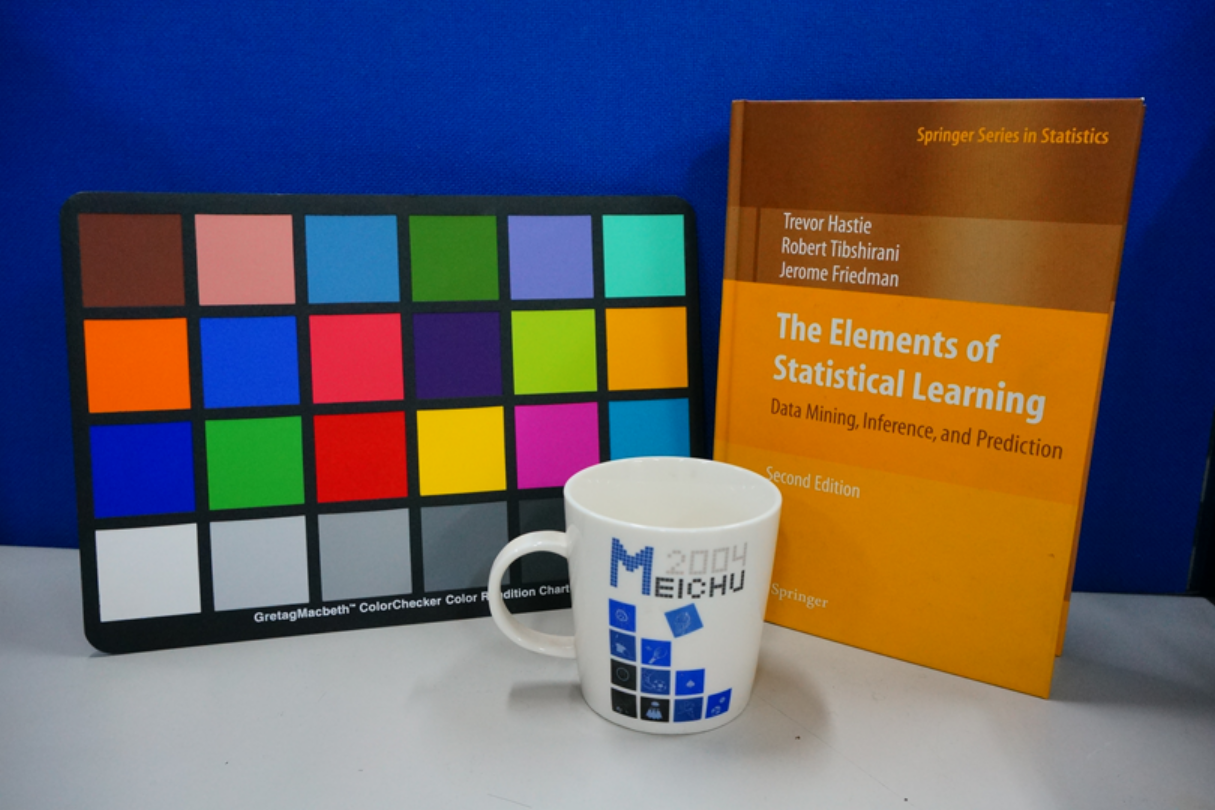 GretagMacbeth™ ColorChecker Color Rendition Chart
M 2004
EICHU
Springer Series in Statistics
Trevor Hastie
Robert Tibshirani
Jerome Friedman
The Elements of
Statistical Learning
Data Mining, Inference, and Prediction
Second Edition
Springer